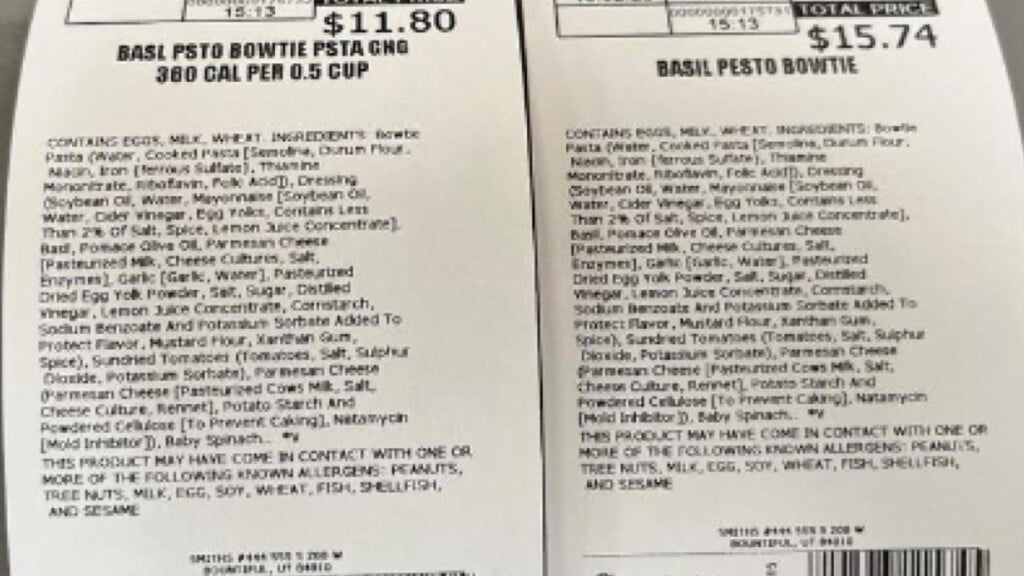 15:13
TOTAL PRICE
$11.80
BASL PSTO BOWTIE PSTA CHG
380 CAL PER 0.5 CUP
CONTAINS EGGS, MILK, WHEAT. INGREDIENTS: Bowtie
Pasta (Water, Cooked Pasta [Semolina, Durum Flour,
Niacin, Iron {ferrous Sulfate}, Thiamine
Mononitrate, Riboflavin, Folic Acid]), Dressing
(Soybean Oil, Water, Mayonnaise [Soybean Oil,
Water, Cider Vinegar, Egg Yolks, Contains Less
Than 2% Of Salt, Spice, Lemon Juice Concentrate],
Basil, Pomace Olive Oil, Parmesan Cheese
[Pasteurized Milk, Cheese Cultures, Salt,
Enzymes], Garlic [Garlic, Water], Pasteurized
Dried Egg Yolk Powder, Salt, Sugar, Distilled
Vinegar, Lemon Juice Concentrate, Cornstarch,
Sodium Benzoate And Potassium Sorbate Added To
Protect Flavor, Mustard Flour, Xanthan Gum,
Spice), Sundried Tomatoes (Tomatoes, Salt, Sulphur
Dioxide, Potassium Sorbate), Parmesan Cheese
(Parmesan Cheese [Pasteurized Cows Milk, Salt,
Cheese Culture, Rennet], Potato Starch And
Powdered Cellulose [To Prevent Caking], Natamycin
[Mold Inhibitor]), Baby Spinach..
THIS PRODUCT MAY HAVE COME IN CONTACT WITH ONE OR
MORE OF THE FOLLOWING KNOWN ALLERGENS: PEANUTS,
TREE NUTS, MILK, EGG, SOY, WHEAT, FISH, SHELLFISH,
AND SESAME
SMITHS #444 555 S 200 W
BOUNTIFUL, UT 84010
15:13
TOTAL PRICE
$15.74
BASIL PESTO BOWTIE
CONTAINS EGGS, MILK, WHEAT. INGREDIENTS: Bowtie
Pasta (Water, Cooked Pasta [Semolina, Durum Flour,
Niacin, Iron {ferrous Sulfate}, Thiamine
Mononitrate, Riboflavin, Folic Acid]), Dressing
(Soybean Oil, Water, Mayonnaise [Soybean Oil,
Water, Cider Vinegar, Egg Yolks, Contains Less
Than 2% Of Salt, Spice, Lemon Juice Concentrate],
Basil, Pomace Olive Oil, Parmesan Cheese
[Pasteurized Milk, Cheese Cultures, Salt,
Enzymes], Garlic [Garlic, Water], Pasteurized
Dried Egg Yolk Powder, Salt, Sugar, Distilled
Vinegar, Lemon Juice Concentrate, Cornstarch,
Sodium Benzoate And Potassium Sorbate Added To
Protect Flavor, Mustard Flour, Xanthan Gum,
Spice), Sundried Tomatoes (Tomatoes, Salt, Sulphur
Dioxide, Potassium Sorbate), Parmesan Cheese
(Parmesan Cheese [Pasteurized Cows Milk, Salt,
Cheese Culture, Rennet], Potato Starch And
Powdered Cellulose [To Prevent Caking], Natamycin
[Mold Inhibitor]), Baby Spinach..
THIS PRODUCT MAY HAVE COME IN CONTACT WITH ONE OR
MORE OF THE FOLLOWING KNOWN ALLERGENS: PEANUTS,
TREE NUTS, MILK, EGG, SOY, WHEAT, FISH, SHELLFISH,
AND SESAME
SMITHS #444 555 S 200 W
BOUNTIFUL, UT 84010